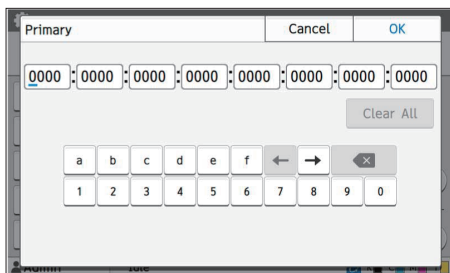 Primary Cancel OK
0000 : 0000 : 0000 : 0000 : 0000 : 0000 : 0000 : 0000
Clear All
a b c d e f ← →
1 2 3 4 5 6 7 8 9 0
Admin Idle